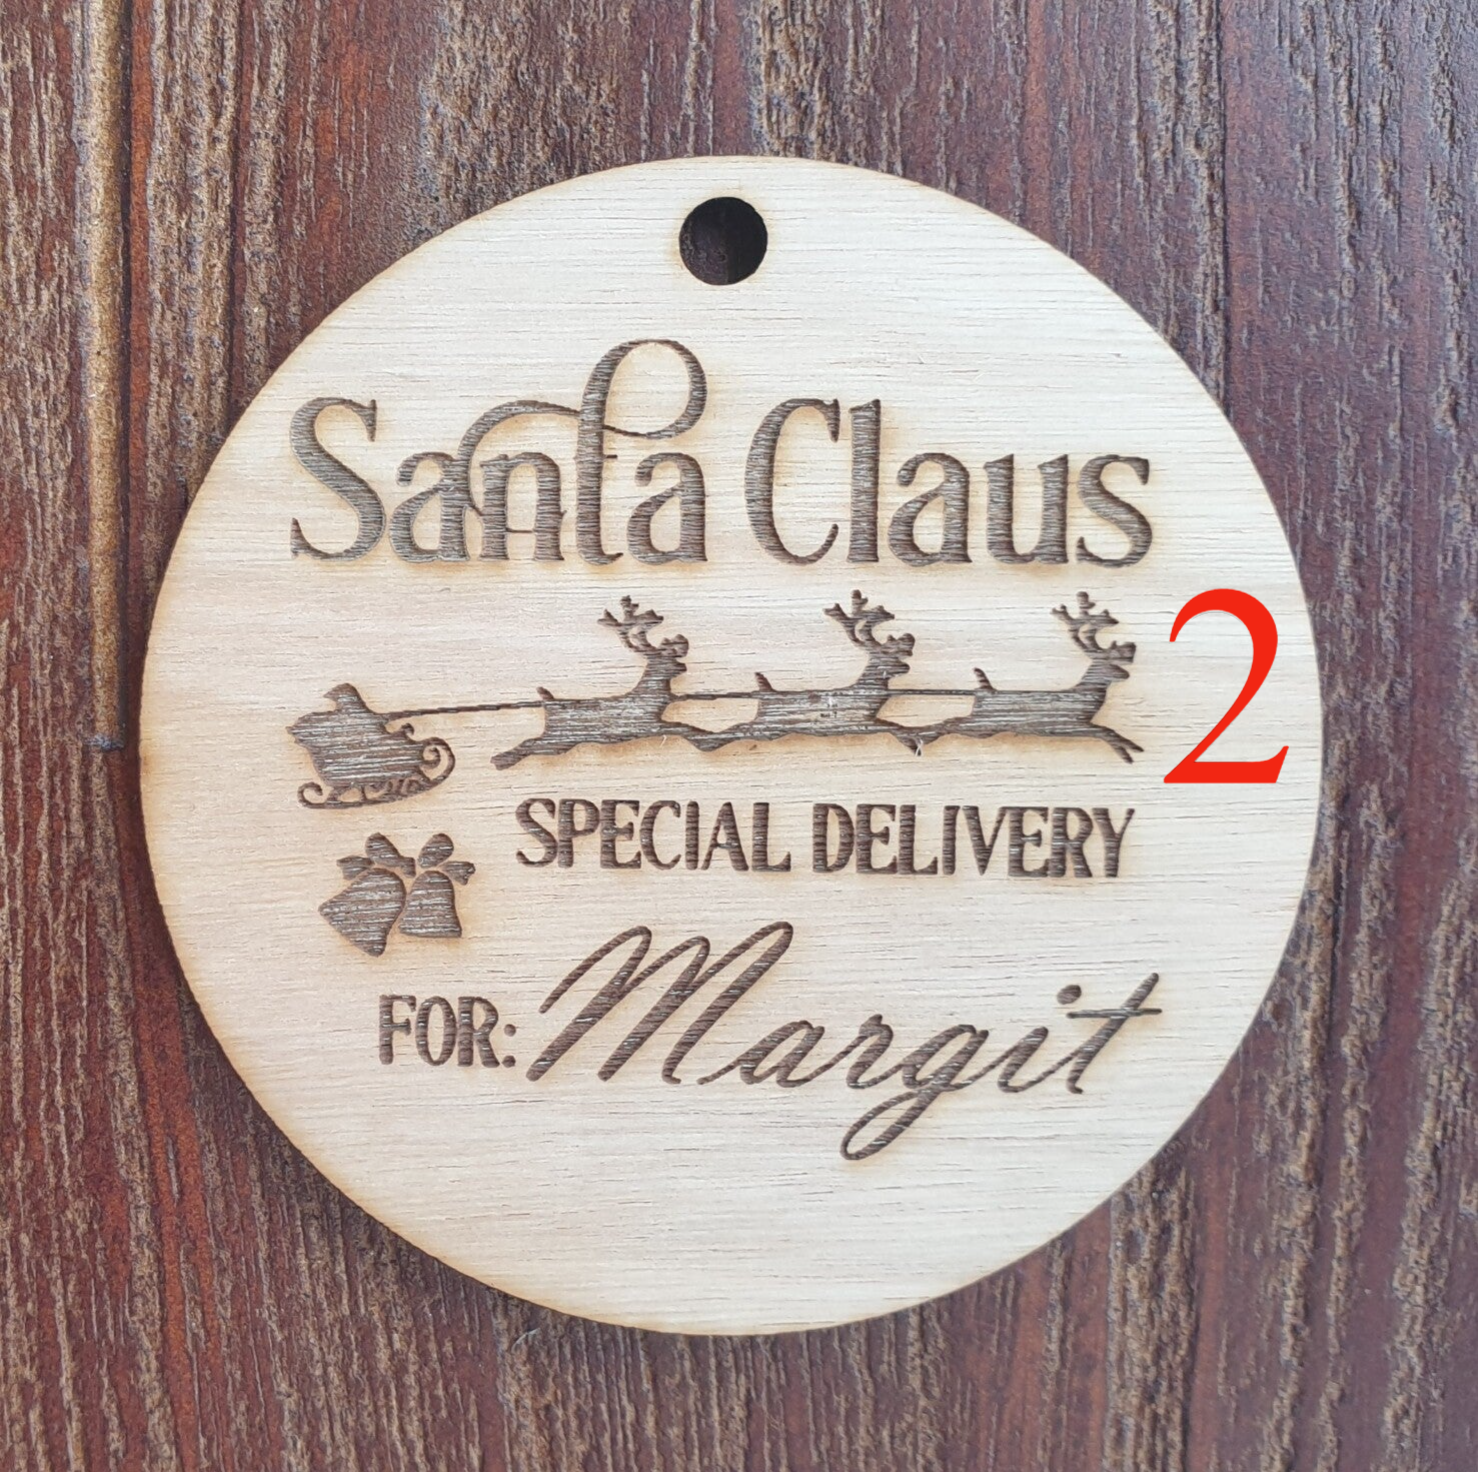 Santa Claus
2
SPECIAL DELIVERY
FOR: Margit